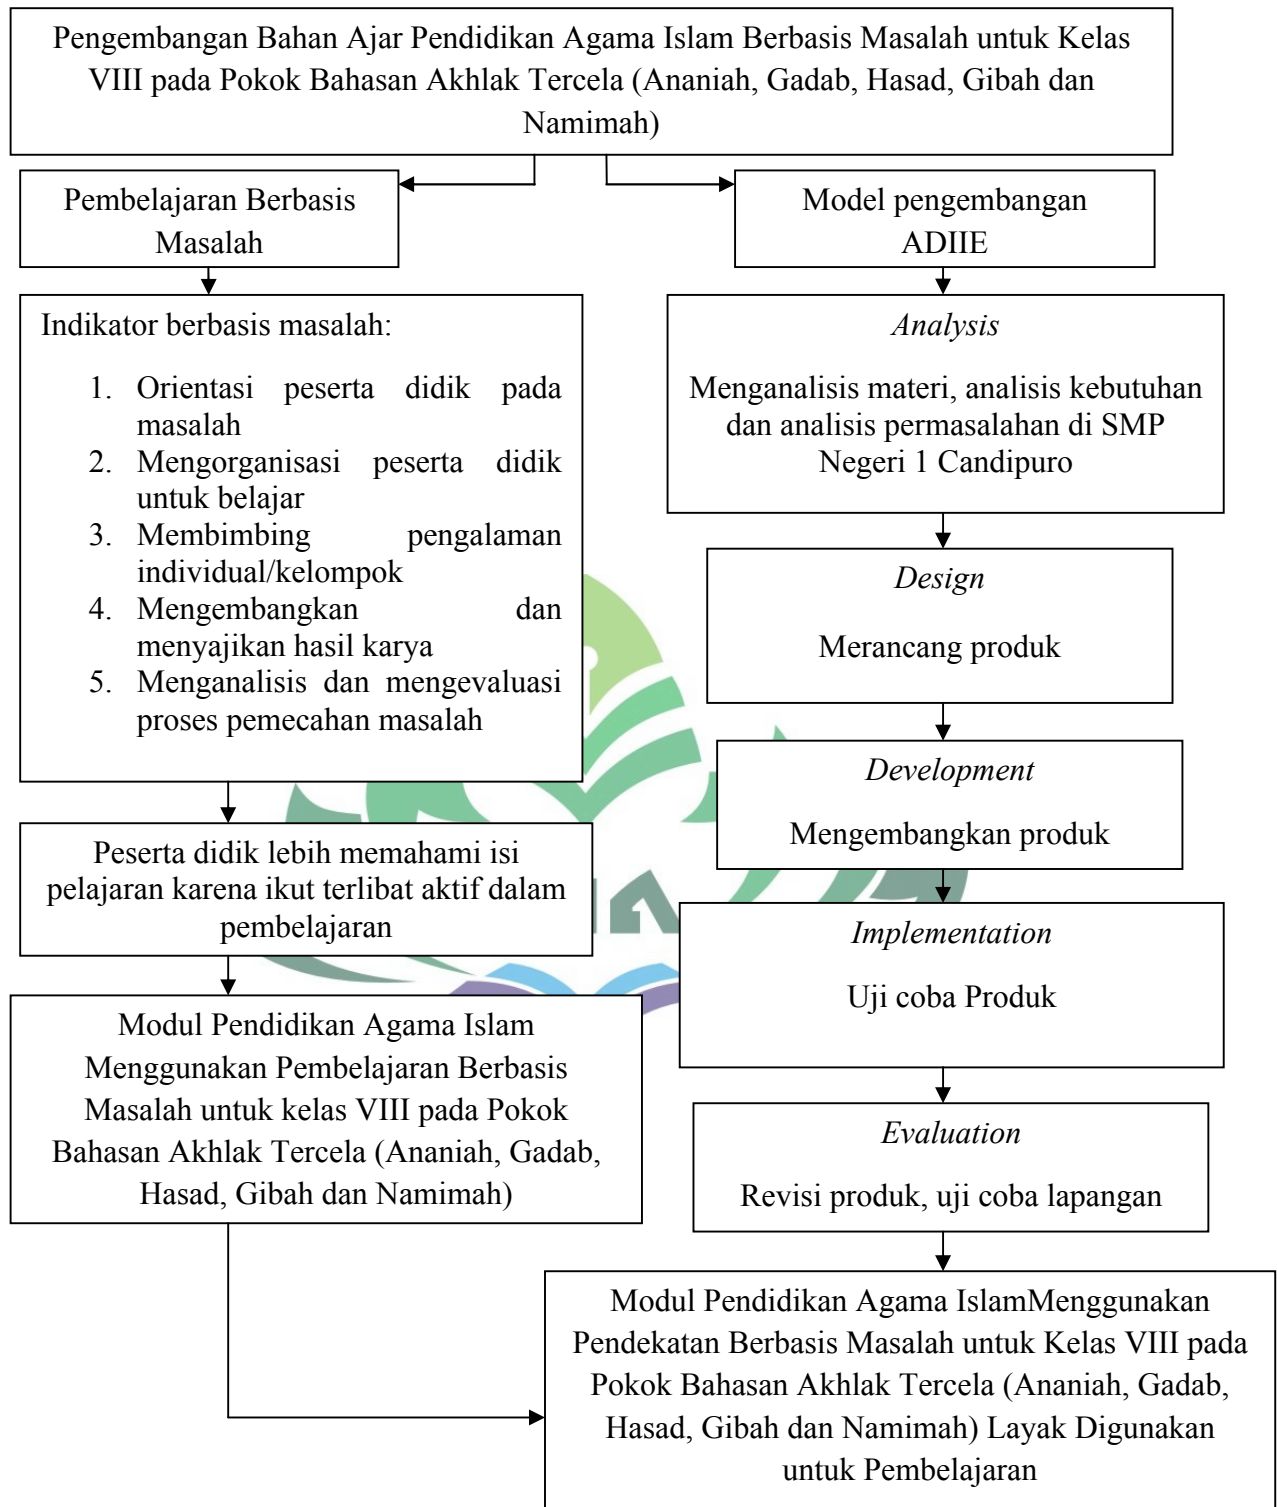 Pengembangan Bahan Ajar Pendidikan Agama Islam Berbasis Masalah untuk Kelas
VIII pada Pokok Bahasan Akhlak Tercela (Ananiah, Gadab, Hasad, Gibah dan
Namimah)
Pembelajaran Berbasis
Masalah
Indikator berbasis masalah:
1. Orientasi peserta didik pada
masalah
2. Mengorganisasi peserta didik
untuk belajar
3. Membimbing pengalaman
individual/kelompok
4. Mengembangkan dan
menyajikan hasil karya
5. Menganalisis dan mengevaluasi
proses pemecahan masalah
Peserta didik lebih memahami isi
pelajaran karena ikut terlibat aktif dalam
pembelajaran
Modul Pendidikan Agama Islam
Menggunakan Pembelajaran Berbasis
Masalah untuk kelas VIII pada Pokok
Bahasan Akhlak Tercela (Ananiah, Gadab,
Hasad, Gibah dan Namimah)
Model pengembangan
ADIIE
Analysis
Menganalisis materi, analisis kebutuhan
dan analisis permasalahan di SMP
Negeri 1 Candipuro
Design
Merancang produk
Development
Mengembangkan produk
Implementation
Uji coba Produk
Evaluation
Revisi produk, uji coba lapangan
Modul Pendidikan Agama IslamMenggunakan
Pendekatan Berbasis Masalah untuk Kelas VIII pada
Pokok Bahasan Akhlak Tercela (Ananiah, Gadab,
Hasad, Gibah dan Namimah) Layak Digunakan
untuk Pembelajaran